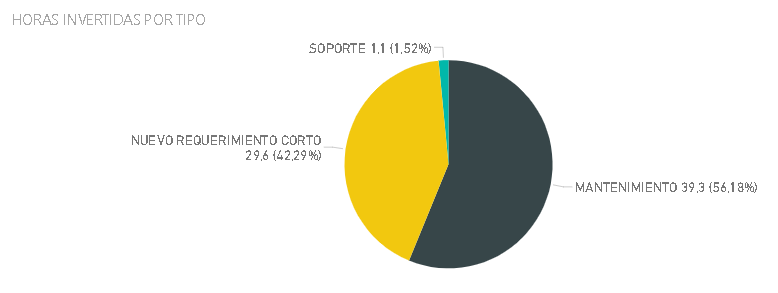 HORAS INVERTIDAS POR TIPO
SOPORTE 1,1 (1,52%)
NUEVO REQUERIMIENTO CORTO
29,6 (42,29%)
MANTENIMIENTO 39,3 (56,18%)